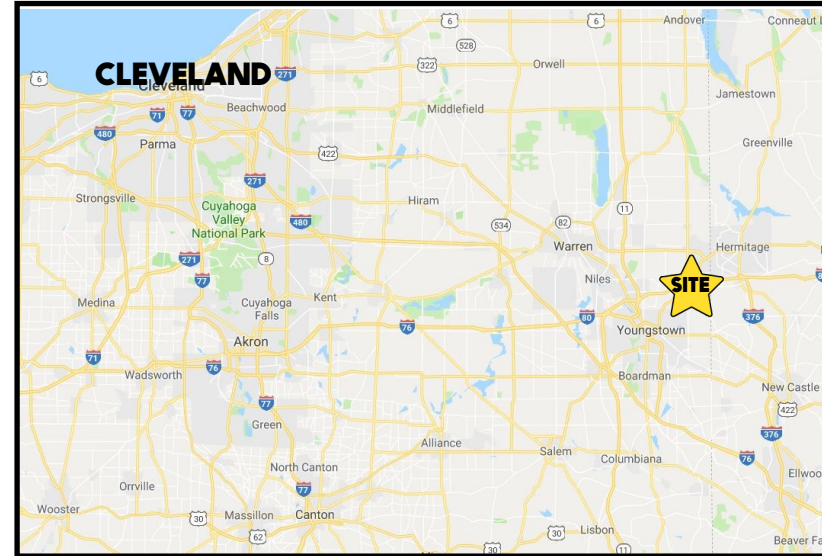 6
6
Andover
Conneaut L
528
CLEVELAND
271
322
Orwell
6
Cleveland
Jamestown
71
77
Beachwood
Middlefield
480
Parma
422
Greenville
271
Strongsville
Cuyahoga
Valley
National Park
Hiram
480
534
82
11
Warren
Hermitage
271
8
77
Niles
SITE
8
Medina
Cuyahoga
Falls
Kent
76
80
376
Youngstown
Akron
71
76
Wadsworth
Boardman
New Castle
77
422
Green
376
Alliance
Salem
Columbiana
76
North Canton
Ellwoo
77
Orrville
Wooster
30
Massillon
Canton
62
30
Lisbon
30
11
Beaver Fa